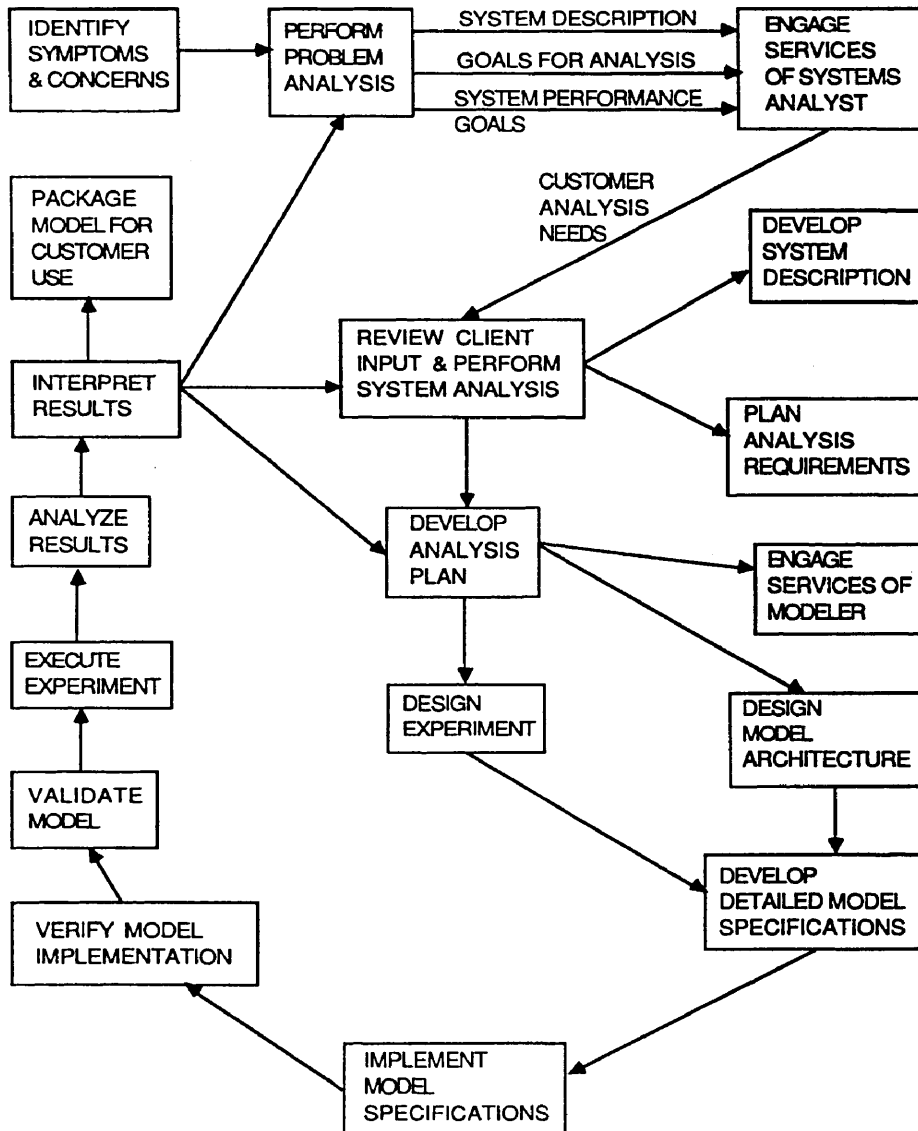 IDENTIFY
SYMPTOMS
& CONCERNS
PERFORM
PROBLEM
ANALYSIS
SYSTEM DESCRIPTION
GOALS FOR ANALYSIS
SYSTEM PERFORMANCE
GOALS
ENGAGE
SERVICES
OF SYSTEMS
ANALYST
CUSTOMER
ANALYSIS
NEEDS
PACKAGE
MODEL FOR
CUSTOMER
USE
DEVELOP
SYSTEM
DESCRIPTION
REVIEW CLIENT
INPUT & PERFORM
SYSTEM ANALYSIS
INTERPRET
RESULTS
PLAN
ANALYSIS
REQUIREMENTS
ANALYZE
RESULTS
DEVELOP
ANALYSIS
PLAN
ENGAGE
SERVICES OF
MODELER
EXECUTE
EXPERIMENT
DESIGN
EXPERIMENT
DESIGN
MODEL
ARCHITECTURE
VALIDATE
MODEL
DEVELOP
DETAILED MODEL
SPECIFICATIONS
VERIFY MODEL
IMPLEMENTATION
IMPLEMENT
MODEL
SPECIFICATIONS